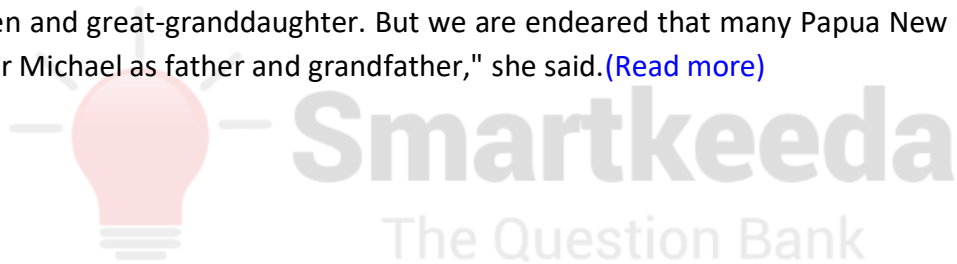 en and great-granddaughter. But we are endeared that many Papua New
r Michael as father and grandfather," she said.(Read more)
Smartkeeda
The Question Bank